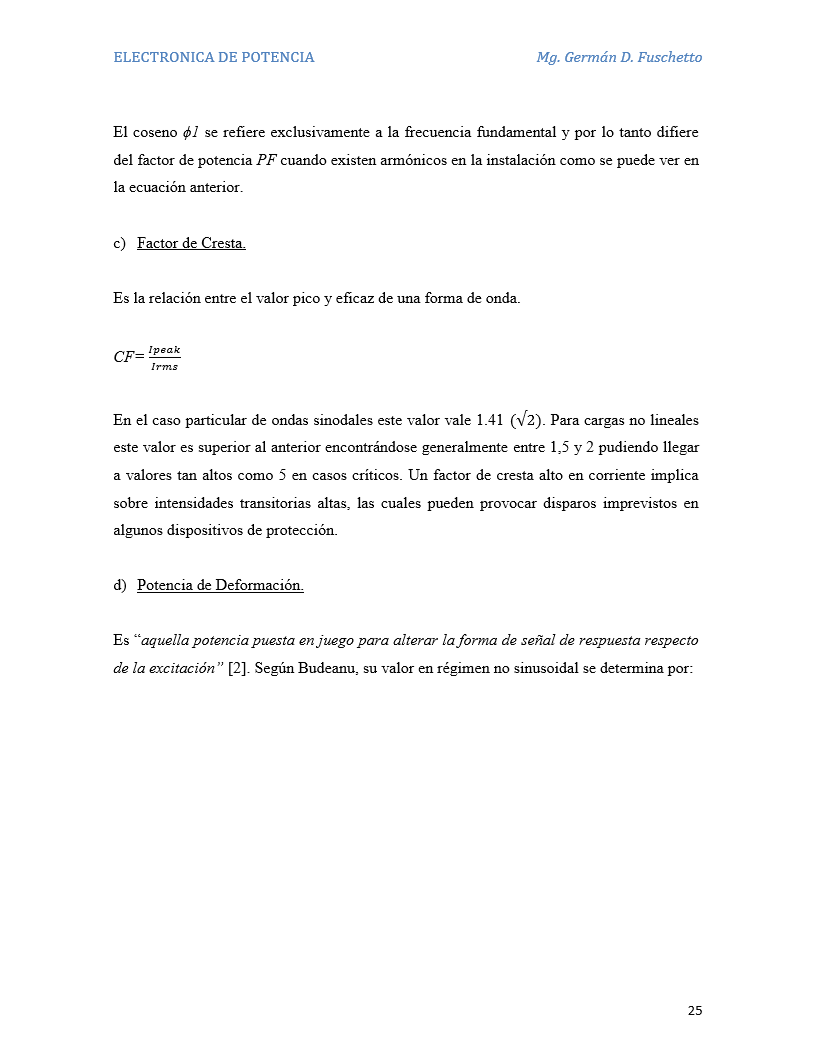 ELECTRONICA DE POTENCIA Mg. Germán D. Fuschetto
El coseno ϕ1 se refiere exclusivamente a la frecuencia fundamental y por lo tanto difiere
del factor de potencia PF cuando existen armónicos en la instalación como se puede ver en
la ecuación anterior.
c) Factor de Cresta.
Es la relación entre el valor pico y eficaz de una forma de onda.
CF= Ipeak/Irms
En el caso particular de ondas sinodales este valor vale 1.41 (√2). Para cargas no lineales
este valor es superior al anterior encontrándose generalmente entre 1,5 y 2 pudiendo llegar
a valores tan altos como 5 en casos críticos. Un factor de cresta alto en corriente implica
sobre intensidades transitorias altas, las cuales pueden provocar disparos imprevistos en
algunos dispositivos de protección.
d) Potencia de Deformación.
Es “aquella potencia puesta en juego para alterar la forma de señal de respuesta respecto
de la excitación” [2]. Según Budeanu, su valor en régimen no sinusoidal se determina por:
25